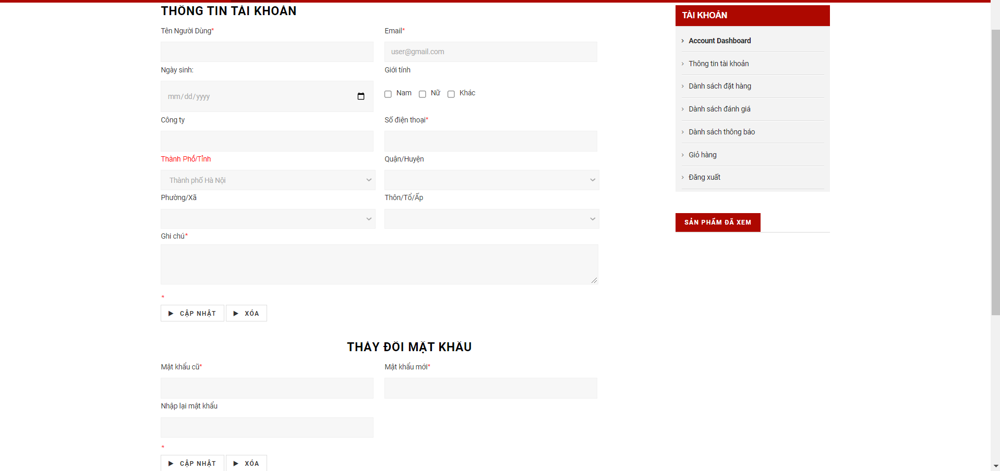 THÔNG TIN TÀI KHOẢN
Tên Người Dùng*
Email*
user@gmail.com
Ngày sinh:
Giới tính
mm/dd/yyyy
Nam
Nữ
Khác
Công ty
Số điện thoại*
Thành Phố/Tỉnh
Quận/Huyện
Thành phố Hà Nội
Phường/Xã
Thôn/Tổ/Ấp
Ghi chú*
*
CẬP NHẬT
XÓA
THAY ĐỔI MẬT KHẨU
Mật khẩu cũ*
Mật khẩu mới*
Nhập lại mật khẩu
*
CẬP NHẬT
XÓA
TÀI KHOẢN
Account Dashboard
Thông tin tài khoản
Dành sách đặt hàng
Dành sách đánh giá
Dành sách thông báo
Giỏ hàng
Đăng xuất
SẢN PHẨM ĐÃ XEM